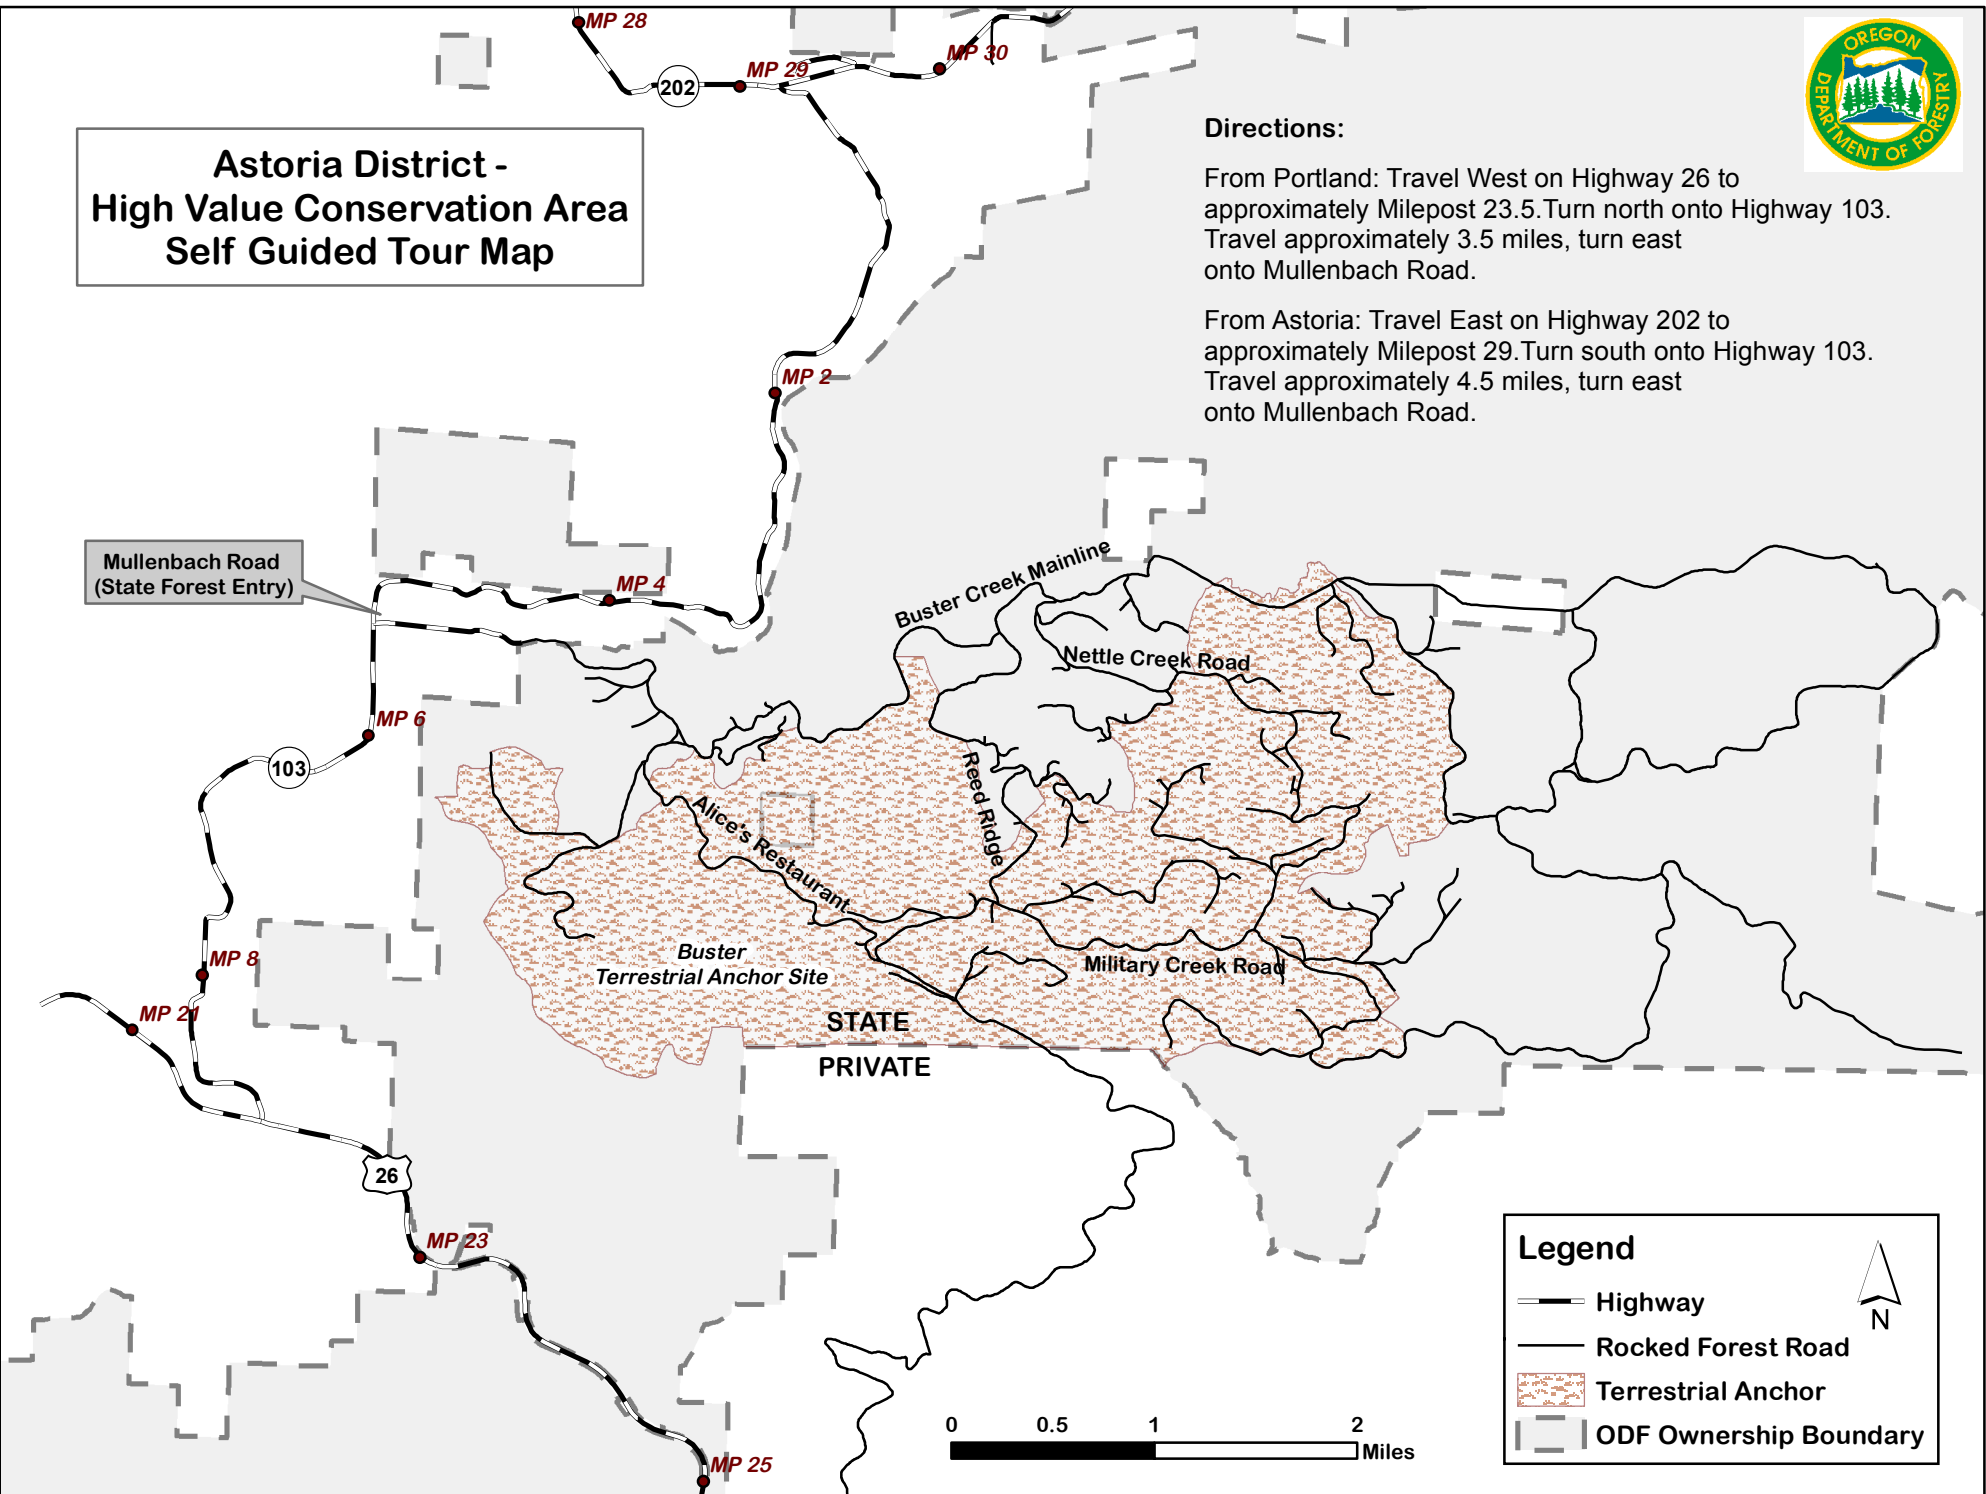 MP 28
MP 29
MP 30
202
OREGON
DEPARTMENT OF FORESTRY
Astoria District -
High Value Conservation Area
Self Guided Tour Map
Directions:
From Portland: Travel West on Highway 26 to
approximately Milepost 23.5.Turn north onto Highway 103.
Travel approximately 3.5 miles, turn east
onto Mullenbach Road.
From Astoria: Travel East on Highway 202 to
approximately Milepost 29.Turn south onto Highway 103.
Travel approximately 4.5 miles, turn east
onto Mullenbach Road.
MP 2
Mullenbach Road
(State Forest Entry)
MP 4
Buster Creek Mainline
Nettle Creek Road
MP 6
103
Reed Ridge
Alice's Restaurant
Buster
Terrestrial Anchor Site
Military Creek Road
MP 8
MP 21
STATE
PRIVATE
26
MP 23
MP 25
Legend
Highway
Rocked Forest Road
Terrestrial Anchor
ODF Ownership Boundary
N
0 0.5 1 2
Miles